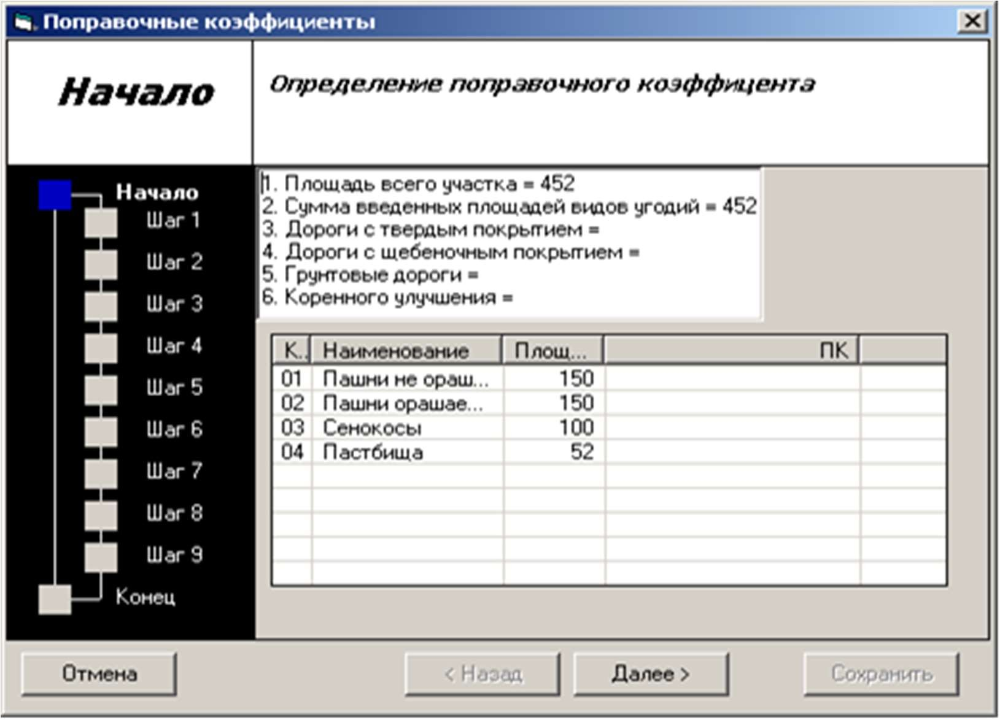 Поправочные коэффициенты
Начало
Определение поправочного коэффицента
Начало
Шаг 1
Шаг 2
Шаг 3
Шаг 4
Шаг 5
Шаг 6
Шаг 7
Шаг 8
Шаг 9
Конец
1. Площадь всего участка = 452
2. Сумма введенных площадей видов угодий = 452
3. Дороги с твердым покрытием =
4. Дороги с щебеночным покрытием =
5. Грунтовые дороги =
6. Коренного улучшения =
К.. Наименование Площ... ПК
01 Пашни не ораш... 150
02 Пашни орашае... 150
03 Сенокосы 100
04 Пастбища 52
Отмена < Назад Далее > Сохранить